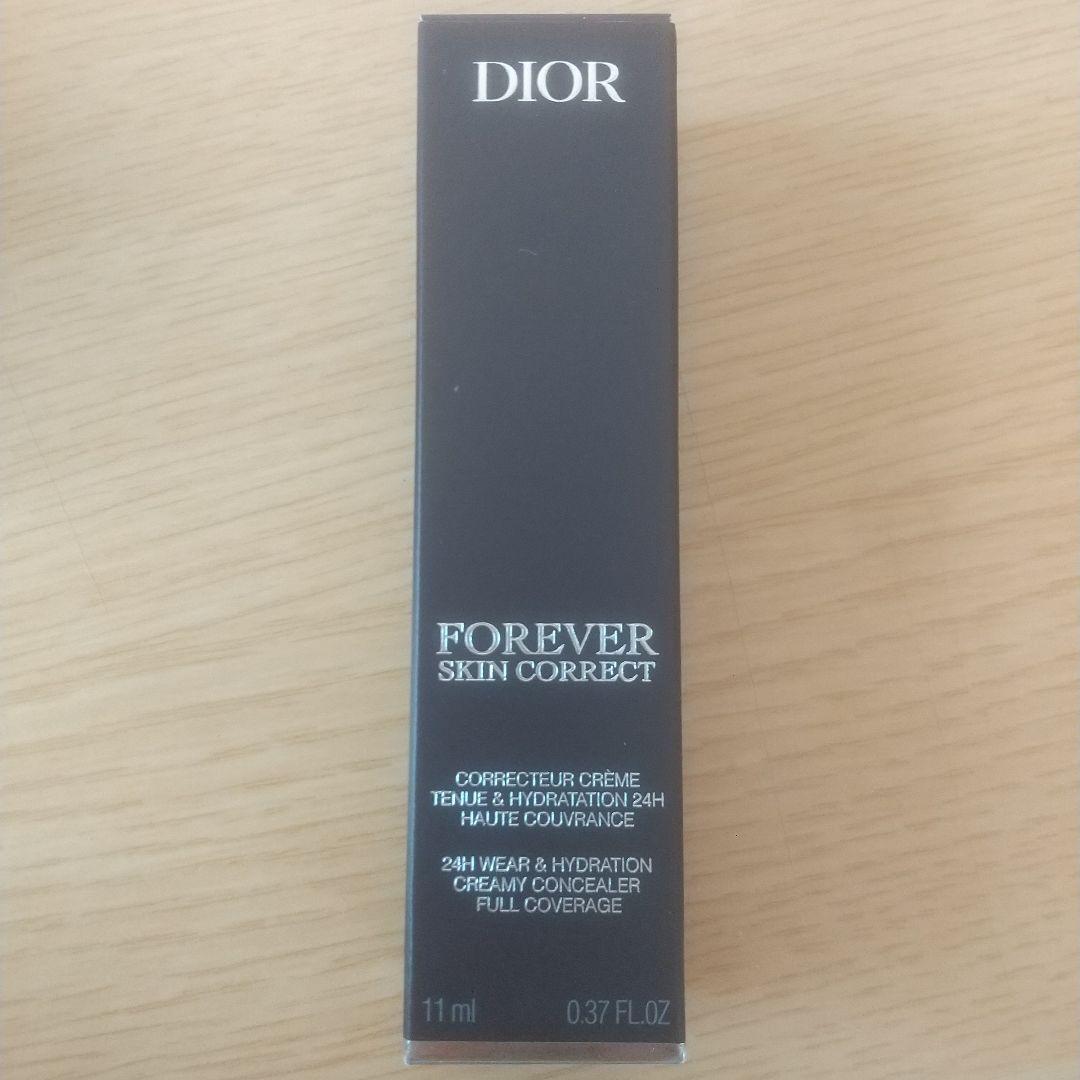 DIOR
FOREVER
SKIN CORRECT
CORRECTEUR CRÈME
TENUE & HYDRATATION 24H
HAUTE COUVRANCE
24H WEAR & HYDRATION
CREAMY CONCEALER
FULL COVERAGE
11 ml 0.37 FL.OZ